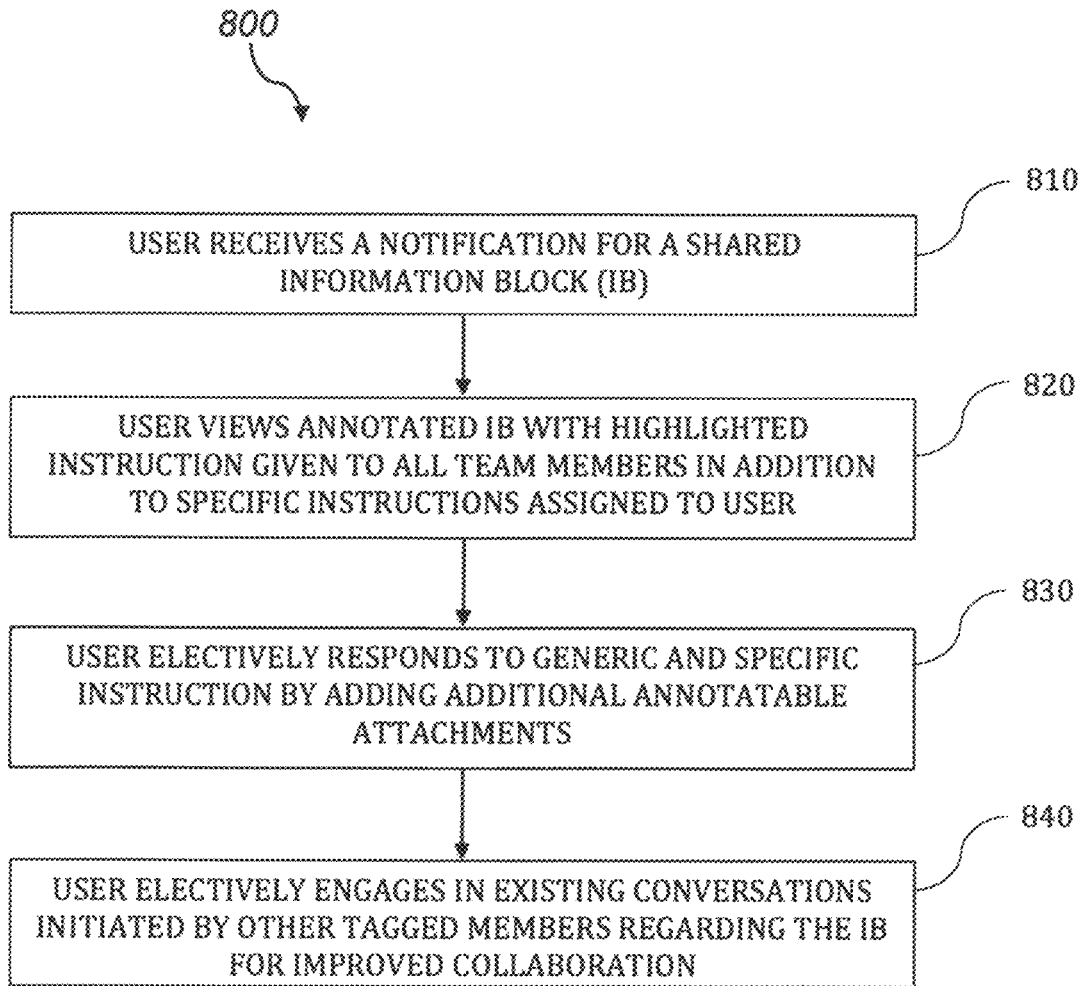 800
810
USER RECEIVES A NOTIFICATION FOR A SHARED
INFORMATION BLOCK (IB)
820
USER VIEWS ANNOTATED IB WITH HIGHLIGHTED
INSTRUCTION GIVEN TO ALL TEAM MEMBERS IN ADDITION
TO SPECIFIC INSTRUCTIONS ASSIGNED TO USER
830
USER ELECTIVELY RESPONDS TO GENERIC AND SPECIFIC
INSTRUCTION BY ADDING ADDITIONAL ANNOTATABLE
ATTACHMENTS
840
USER ELECTIVELY ENGAGES IN EXISTING CONVERSATIONS
INITIATED BY OTHER TAGGED MEMBERS REGARDING THE IB
FOR IMPROVED COLLABORATION